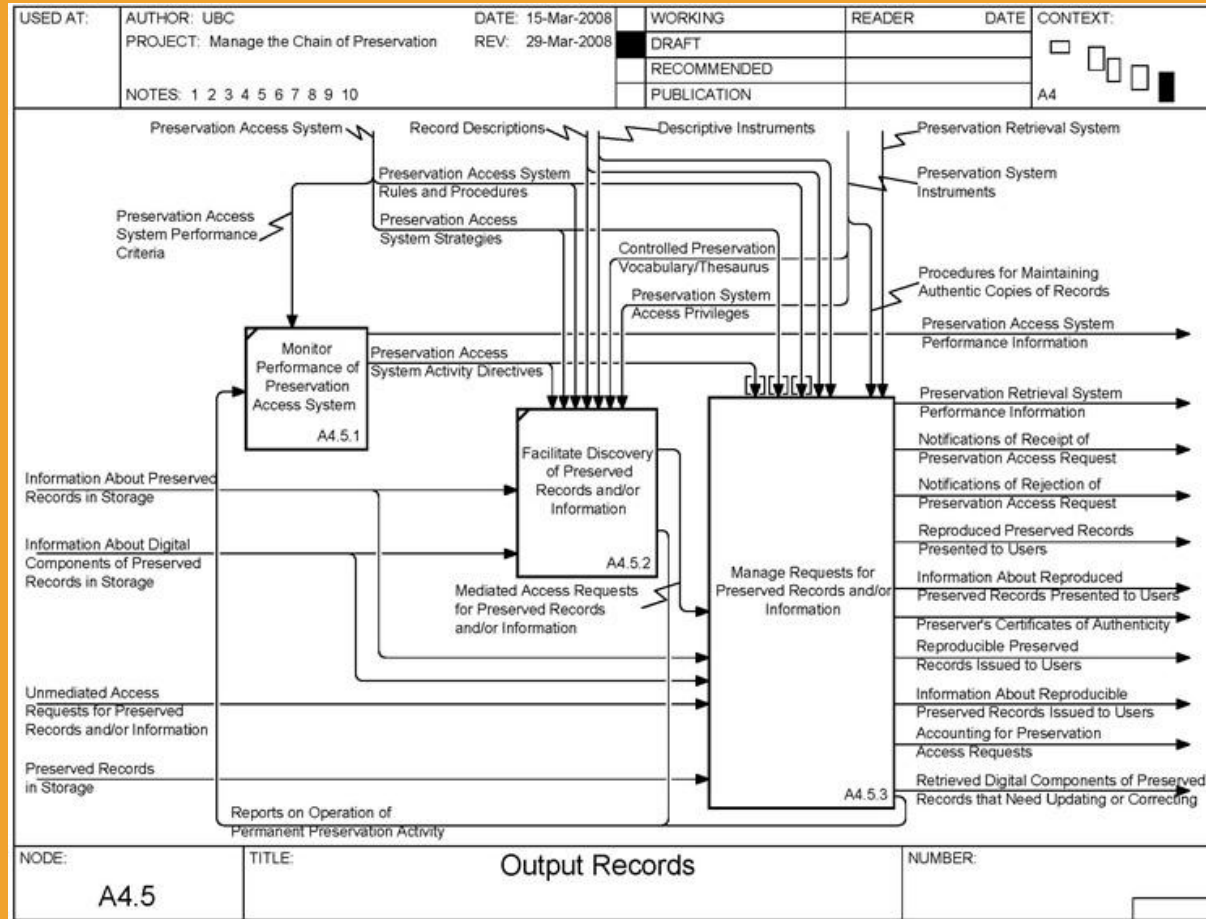 USED AT:
AUTHOR: UBC
DATE: 15-Mar-2008
PROJECT: Manage the Chain of Preservation
REV: 29-Mar-2008
NOTES: 1 2 3 4 5 6 7 8 9 10
WORKING
DRAFT
RECOMMENDED
PUBLICATION
READER
DATE
CONTEXT:
A4
Preservation Access System
Record Descriptions
Descriptive Instruments
Preservation Retrieval System
Preservation Access System
Rules and Procedures
Preservation System
Instruments
Preservation Access
System Performance
Criteria
Preservation Access
System Strategies
Controlled Preservation
Vocabulary/Thesaurus
Procedures for Maintaining
Authentic Copies of Records
Preservation System
Access Privileges
Preservation Access System
Performance Information
Monitor
Performance of
Preservation
Access System
A4.5.1
Preservation Access
System Activity Directives
Preservation Retrieval System
Performance Information
Facilitate Discovery
of Preserved
Records and/or
Information
A4.5.2
Notifications of Receipt of
Preservation Access Request
Information About Preserved
Records in Storage
Notifications of Rejection of
Preservation Access Request
Information About Digital
Components of Preserved
Records in Storage
Reproduced Preserved Records
Presented to Users
Mediated Access Requests
for Preserved Records
and/or Information
Manage Requests for
Preserved Records and/or
Information
A4.5.3
Information About Reproduced
Preserved Records Presented to Users
Preserver's Certificates of Authenticity
Reproducible Preserved
Records Issued to Users
Unmediated Access
Requests for Preserved
Records and/or Information
Information About Reproducible
Preserved Records Issued to Users
Accounting for Preservation
Access Requests
Preserved Records
in Storage
Retrieved Digital Components of Preserved
Records that Need Updating or Correcting
Reports on Operation of
Permanent Preservation Activity
NODE:
A4.5
TITLE:
Output Records
NUMBER: